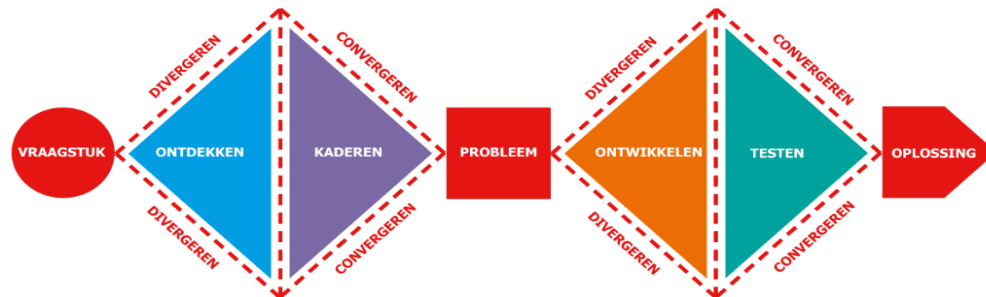 DIVERGEREN
CONVERGEREN
DIVERGEREN
CONVERGEREN
VRAAGSTUK
ONTDEKKEN
KADEREN
PROBLEEM
ONTWIKKELEN
TESTEN
OPLOSSING
DIVERGEREN
CONVERGEREN
DIVERGEREN
CONVERGEREN